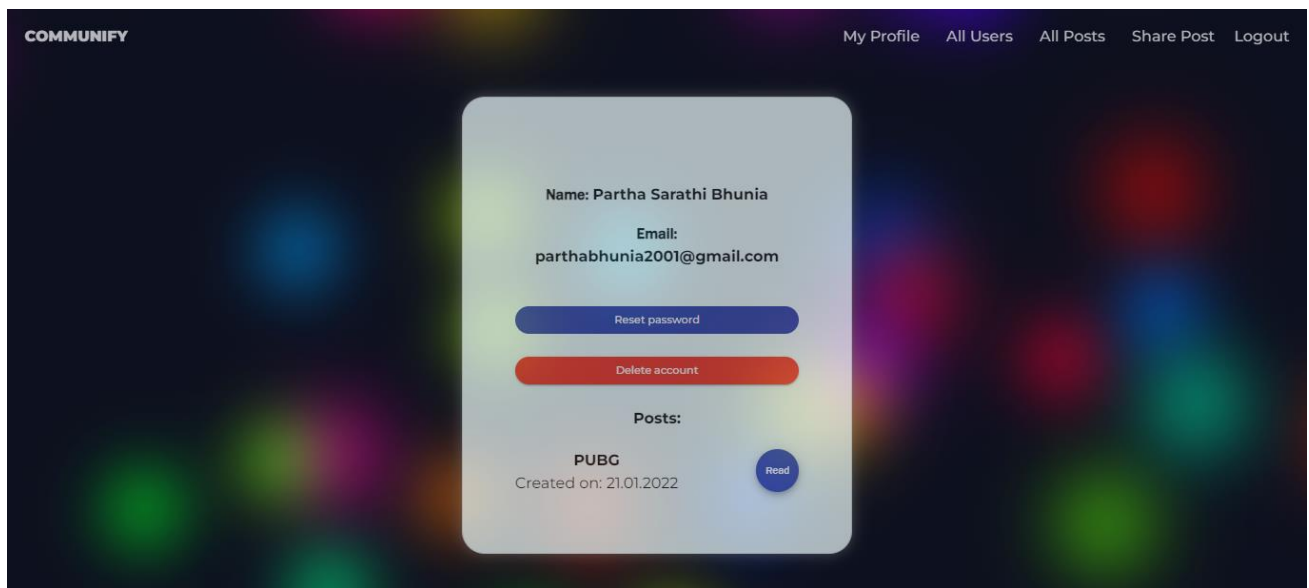 COMMUNIFY
My Profile All Users All Posts Share Post Logout
Name: Partha Sarathi Bhunia
Email:
parthabhunia2001@gmail.com
Reset password
Delete account
Posts:
PUBG
Created on: 21.01.2022
Read